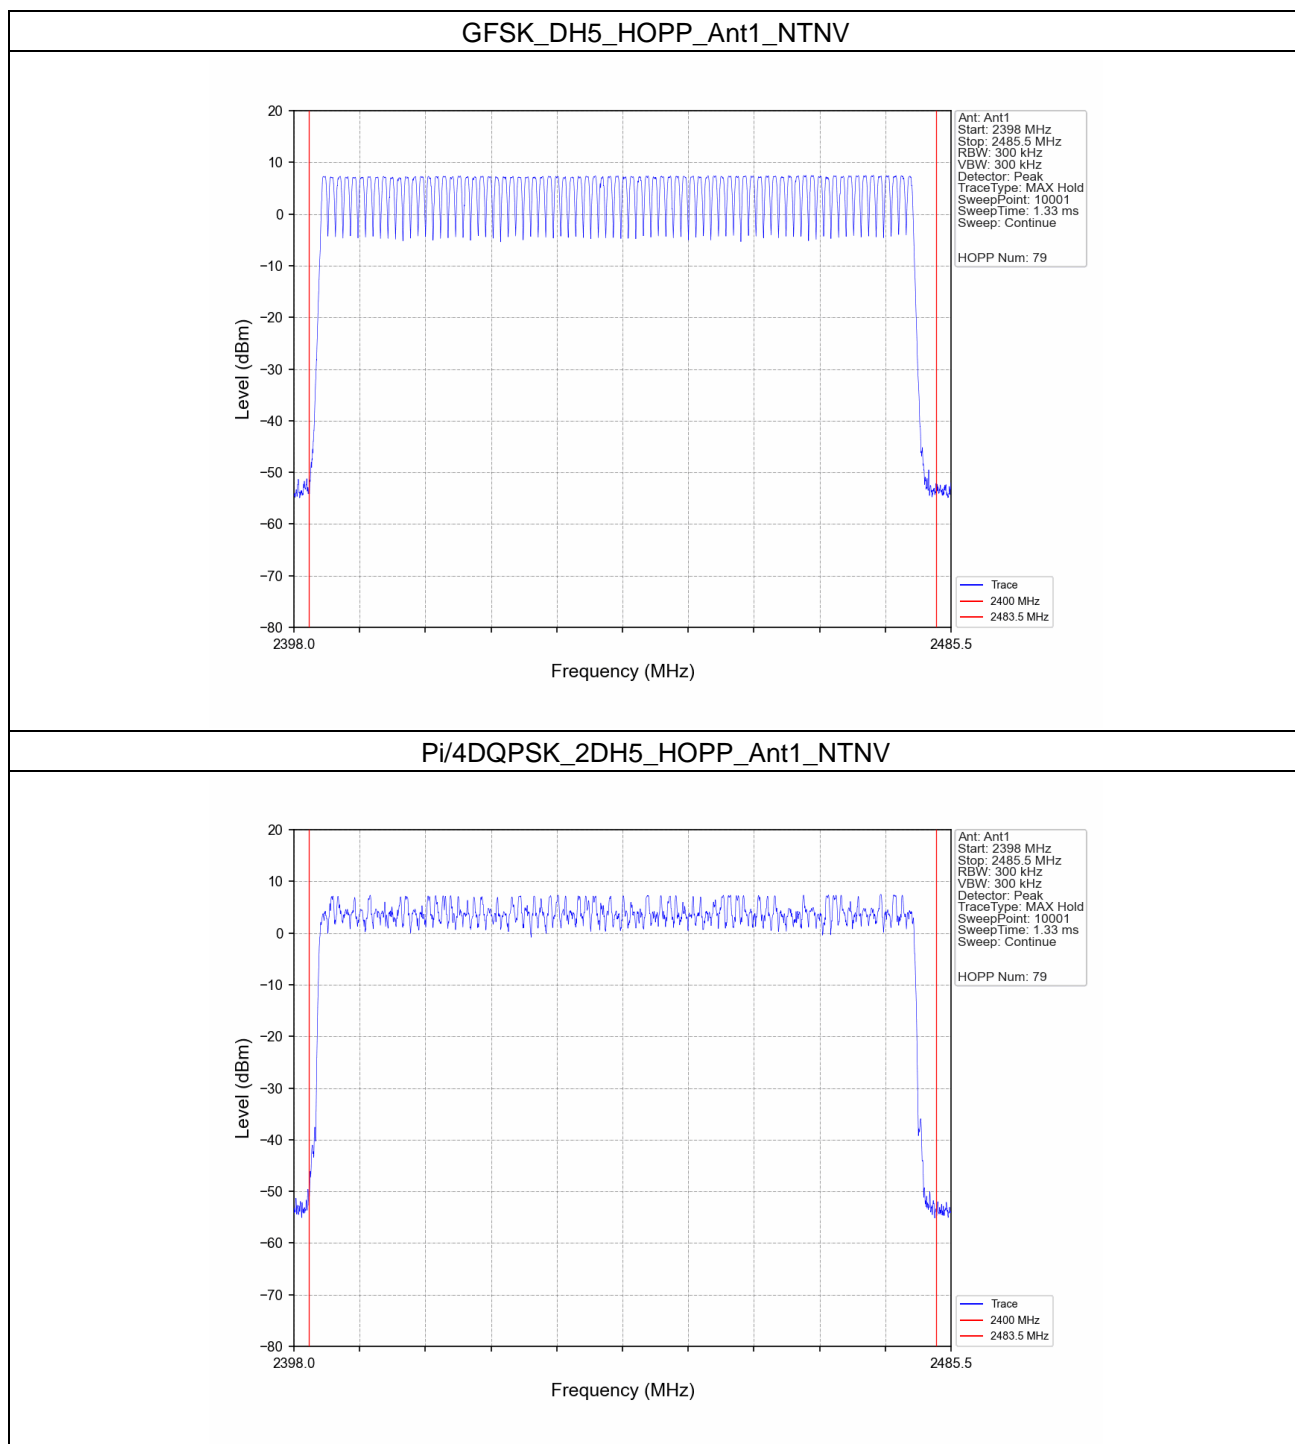 GFSK_DH5_HOPP_Ant1_NTNV
20
10
0
−10
−20
−30
−40
−50
−60
−70
−80
Level (dBm)
2398.0
2485.5
Frequency (MHz)
Ant: Ant1
Start: 2398 MHz
Stop: 2485.5 MHz
RBW: 300 kHz
VBW: 300 kHz
Detector: Peak
TraceType: MAX Hold
SweepPoint: 10001
SweepTime: 1.33 ms
Sweep: Continue
HOPP Num: 79
Trace
2400 MHz
2483.5 MHz
Pi/4DQPSK_2DH5_HOPP_Ant1_NTNV
20
10
0
−10
−20
−30
−40
−50
−60
−70
−80
Level (dBm)
2398.0
2485.5
Frequency (MHz)
Ant: Ant1
Start: 2398 MHz
Stop: 2485.5 MHz
RBW: 300 kHz
VBW: 300 kHz
Detector: Peak
TraceType: MAX Hold
SweepPoint: 10001
SweepTime: 1.33 ms
Sweep: Continue
HOPP Num: 79
Trace
2400 MHz
2483.5 MHz